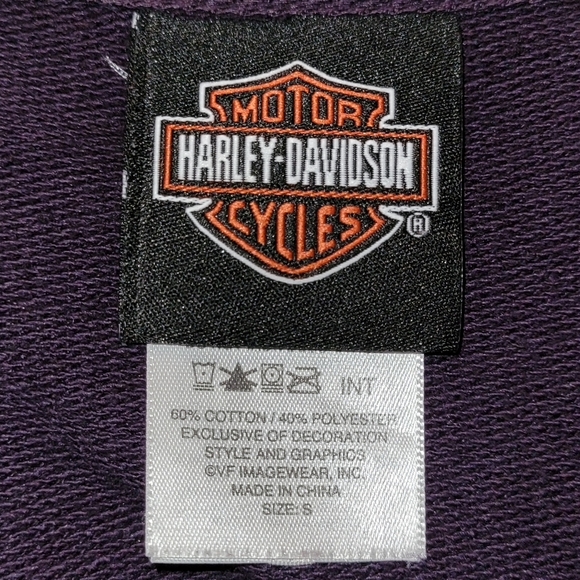 MOTOR
HARLEY-DAVIDSON
CYCLES
®
INT
60% COTTON / 40% POLYESTER
EXCLUSIVE OF DECORATION
STYLE AND GRAPHICS
©VF IMAGEWEAR, INC.
MADE IN CHINA
SIZE: S